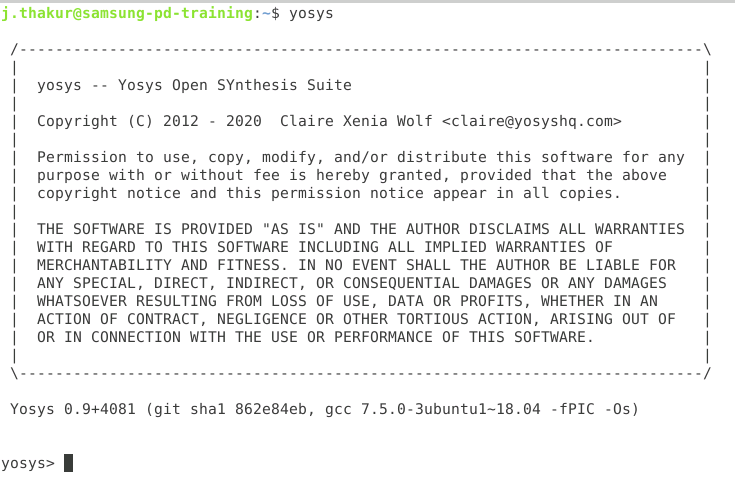 j.thakur@samsung-pd-training:~$ yosys
/----------------------------------------------------------------------------\
|                                                                            |
|  yosys -- Yosys Open SYnthesis Suite                                       |
|                                                                            |
|  Copyright (C) 2012 - 2020  Claire Xenia Wolf <claire@yosyshq.com>         |
|                                                                            |
|  Permission to use, copy, modify, and/or distribute this software for any  |
|  purpose with or without fee is hereby granted, provided that the above    |
|  copyright notice and this permission notice appear in all copies.         |
|                                                                            |
|  THE SOFTWARE IS PROVIDED "AS IS" AND THE AUTHOR DISCLAIMS ALL WARRANTIES  |
|  WITH REGARD TO THIS SOFTWARE INCLUDING ALL IMPLIED WARRANTIES OF          |
|  MERCHANTABILITY AND FITNESS. IN NO EVENT SHALL THE AUTHOR BE LIABLE FOR   |
|  ANY SPECIAL, DIRECT, INDIRECT, OR CONSEQUENTIAL DAMAGES OR ANY DAMAGES    |
|  WHATSOEVER RESULTING FROM LOSS OF USE, DATA OR PROFITS, WHETHER IN AN     |
|  ACTION OF CONTRACT, NEGLIGENCE OR OTHER TORTIOUS ACTION, ARISING OUT OF   |
|  OR IN CONNECTION WITH THE USE OR PERFORMANCE OF THIS SOFTWARE.            |
|                                                                            |
\----------------------------------------------------------------------------/
Yosys 0.9+4081 (git sha1 862e84eb, gcc 7.5.0-3ubuntu1~18.04 -fPIC -Os)
yosys>